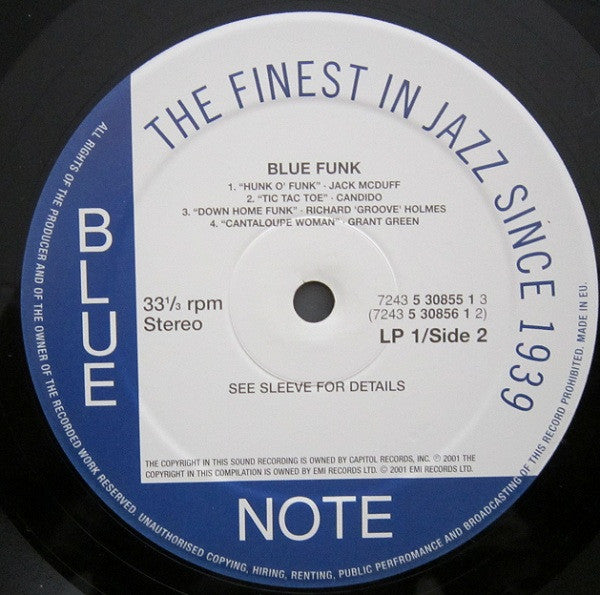 THE FINEST IN JAZZ SINCE 1939
BLUE FUNK
1. "HUNK O' FUNK" · JACK MCDUFF
2. "TIC TAC TOE" · CANDIDO
3. "DOWN HOME FUNK" · RICHARD 'GROOVE' HOLMES
4. "CANTALOUPE WOMAN" · GRANT GREEN
33⅓ rpm
Stereo
7243 5 30855 1 3
(7243 5 30856 1 2)
LP 1/Side 2
SEE SLEEVE FOR DETAILS
THE COPYRIGHT IN THIS SOUND RECORDING IS OWNED BY CAPITOL RECORDS, INC. ℗ 2001 THE
COPYRIGHT IN THIS COMPILATION IS OWNED BY EMI RECORDS LTD. © 2001 EMI RECORDS LTD.
BLUE
NOTE
ALL RIGHTS OF THE PRODUCER AND OF THE OWNER OF THE RECORDED WORK RESERVED. UNAUTHORISED COPYING, HIRING, RENTING, PUBLIC PERFROMANCE AND BROADCASTING OF THIS RECORD PROHIBITED. MADE IN EU.